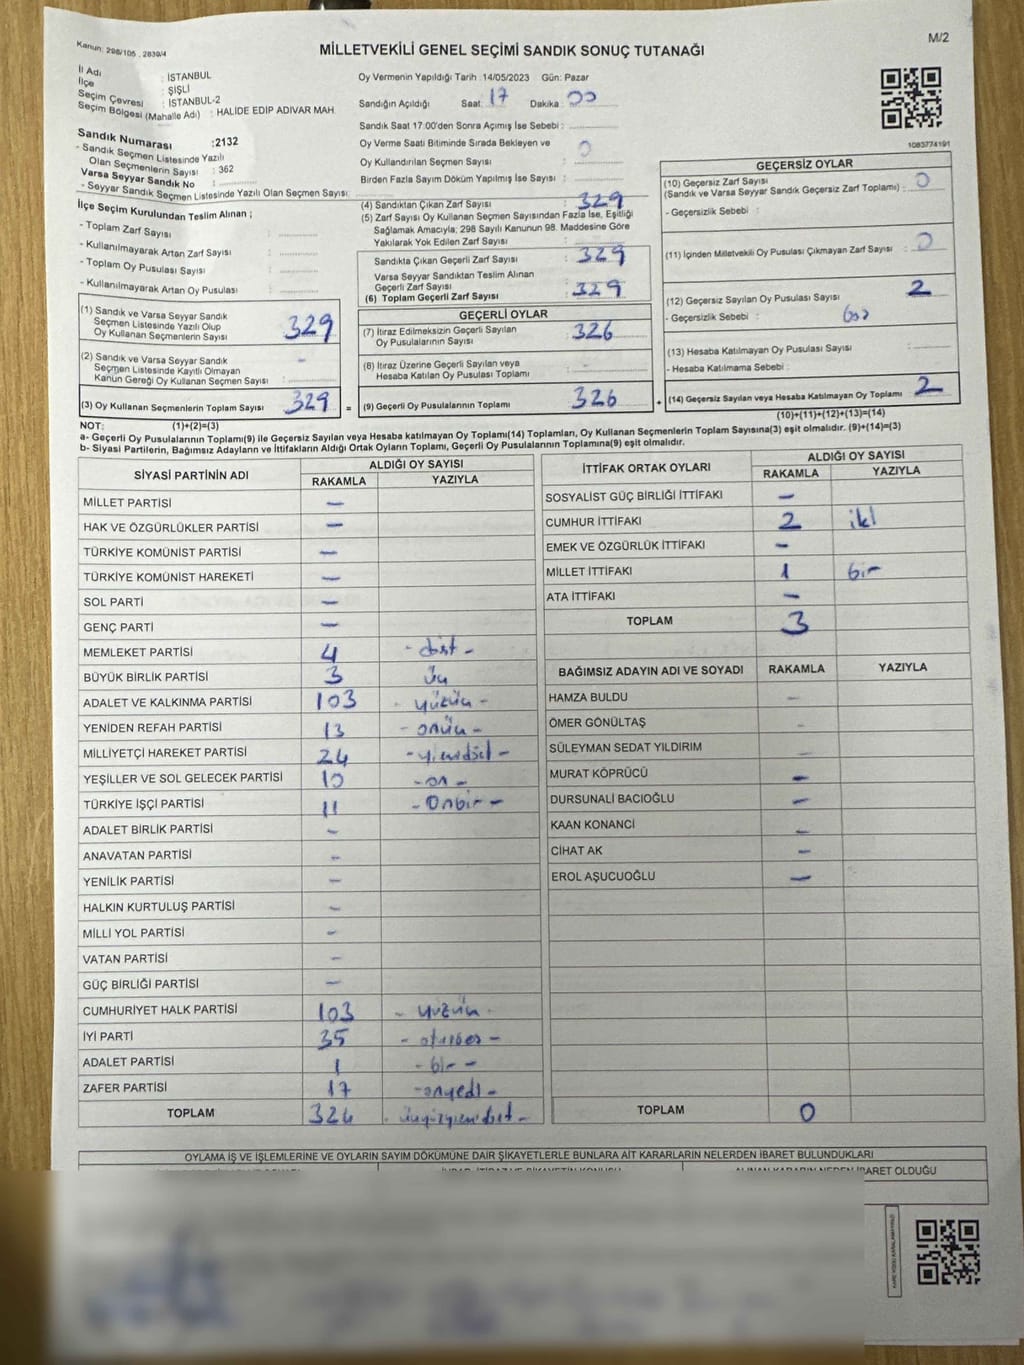 Kanun: 298/105 , 2839/4
MİLLETVEKİLİ GENEL SEÇİMİ SANDIK SONUÇ TUTANAĞI
M/2
İl Adı : İSTANBUL
İlçe : ŞİŞLİ
Seçim Çevresi : İSTANBUL-2
Seçim Bölgesi (Mahalle Adı) : HALİDE EDİP ADIVAR MAH
Sandık Numarası :2132
- Sandık Seçmen Listesinde Yazılı
Olan Seçmenlerin Sayısı : 362
Varsa Seyyar Sandık No :
- Seyyar Sandık Seçmen Listesinde Yazılı Olan Seçmen Sayısı:
İlçe Seçim Kurulundan Teslim Alınan ;
- Toplam Zarf Sayısı :
- Kullanılmayarak Artan Zarf Sayısı :
- Toplam Oy Pusulası Sayısı :
- Kullanılmayarak Artan Oy Pusulası :
Oy Vermenin Yapıldığı Tarih :14/05/2023 Gün: Pazar
Sandığın Açıldığı Saat: 17 Dakika : 00
Sandık Saat 17:00'den Sonra Açımış İse Sebebi :
Oy Verme Saati Bitiminde Sırada Bekleyen ve
Oy Kullandırılan Seçmen Sayısı : 0
Birden Fazla Sayım Döküm Yapılmış İse Sayısı :
(4) Sandıktan Çıkan Zarf Sayısı : 329
(5) Zarf Sayısı Oy Kullanan Seçmen Sayısından Fazla İse, Eşitliği
Sağlamak Amacıyla; 298 Sayılı Kanunun 98. Maddesine Göre
Yakılarak Yok Edilen Zarf Sayısı :
Sandıkta Çıkan Geçerli Zarf Sayısı : 329
Varsa Seyyar Sandıktan Teslim Alınan
Geçerli Zarf Sayısı : 329
(6) Toplam Geçerli Zarf Sayısı
1083774191
GEÇERSİZ OYLAR
(10) Geçersiz Zarf Sayısı
(Sandık ve Varsa Seyyar Sandık Geçersiz Zarf Toplamı) : 0
- Geçersizlik Sebebi :
(11) İçinden Milletvekili Oy Pusulası Çıkmayan Zarf Sayısı : 0
(12) Geçersiz Sayılan Oy Pusulası Sayısı : 2
- Geçersizlik Sebebi :
(13) Hesaba Katılmayan Oy Pusulası Sayısı :
- Hesaba Katılmama Sebebi :
(14) Geçersiz Sayılan veya Hesaba Katılmayan Oy Toplamı : 2
(10)+(11)+(12)+(13)=(14)
(1) Sandık ve Varsa Seyyar Sandık
Seçmen Listesinde Yazılı Olup
Oy Kullanan Seçmenlerin Sayısı : 329
(2) Sandık ve Varsa Seyyar Sandık
Seçmen Listesinde Kayıtlı Olmayan
Kanun Gereği Oy Kullanan Seçmen Sayısı : -
(3) Oy Kullanan Seçmenlerin Toplam Sayısı 329 =
GEÇERLİ OYLAR
(7) İtiraz Edilmeksizin Geçerli Sayılan
Oy Pusulalarının Sayısı : 326
(8) İtiraz Üzerine Geçerli Sayılan veya
Hesaba Katılan Oy Pusulası Toplamı : -
(9) Geçerli Oy Pusulalarının Toplamı : 326 +
NOT: (1)+(2)=(3)
a- Geçerli Oy Pusulaları Toplamı(9) ile Geçersiz Sayılan veya Hesaba katılmayan Oy Toplamı(14) Toplamları, Oy Kullanan Seçmenlerin Toplam Sayısına(3) eşit olmalıdır. (9)+(14)=(3)
b- Siyasi Partilerin, Bağımsız Adayların ve İttifakların Aldığı Ortak Oyların Toplamı, Geçerli Oy Pusulalarının Toplamına(9) eşit olmalıdır.
SİYASİ PARTİNİN ADI ALDIĞI OY SAYISI
RAKAMLA YAZIYLA
MİLLET PARTİSİ -
HAK VE ÖZGÜRLÜKLER PARTİSİ -
TÜRKİYE KOMÜNİST PARTİSİ -
TÜRKİYE KOMÜNİST HAREKETİ -
SOL PARTİ -
GENÇ PARTİ -
MEMLEKET PARTİSİ 4 - dört -
BÜYÜK BİRLİK PARTİSİ 3 üç
ADALET VE KALKINMA PARTİSİ 103 - yüzüç -
YENİDEN REFAH PARTİSİ 13 - onüç -
MİLLİYETÇİ HAREKET PARTİSİ 24 - yirmidört -
YEŞİLLER VE SOL GELECEK PARTİSİ 10 - on -
TÜRKİYE İŞÇİ PARTİSİ 11 - Onbir -
ADALET BİRLİK PARTİSİ -
ANAVATAN PARTİSİ -
YENİLİK PARTİSİ -
HALKIN KURTULUŞ PARTİSİ -
MİLLİ YOL PARTİSİ -
VATAN PARTİSİ -
GÜÇ BİRLİĞİ PARTİSİ -
CUMHURİYET HALK PARTİSİ 103 - yüzüç -
İYİ PARTİ 35 - otuzbeş -
ADALET PARTİSİ 1 - bir -
ZAFER PARTİSİ 17 - onyedi -
TOPLAM 324 - üçyüzyirmidört -
İTTİFAK ORTAK OYLARI ALDIĞI OY SAYISI
RAKAMLA YAZIYLA
SOSYALİST GÜÇ BİRLİĞİ İTTİFAKI -
CUMHUR İTTİFAKI 2 iki
EMEK VE ÖZGÜRLÜK İTTİFAKI -
MİLLET İTTİFAKI 1 bir
ATA İTTİFAKI -
TOPLAM 3
BAĞIMSIZ ADAYIN ADI VE SOYADI RAKAMLA YAZIYLA
HAMZA BULDU -
ÖMER GÖNÜLTAŞ -
SÜLEYMAN SEDAT YILDIRIM -
MURAT KÖPRÜCÜ -
DURSUNALİ BACIOĞLU -
KAAN KONANCİ -
CİHAT AK -
EROL AŞUCUOĞLU -
TOPLAM 0
OYLAMA İŞ VE İŞLEMLERİNE VE OYLARIN SAYIM DÖKÜMÜNE DAİR ŞİKAYETLERLE BUNLARA AİT KARARLARIN NELERDEN İBARET BULUNDUKLARI
ALINAN KARARIN NEDEN İBARET OLDUĞU